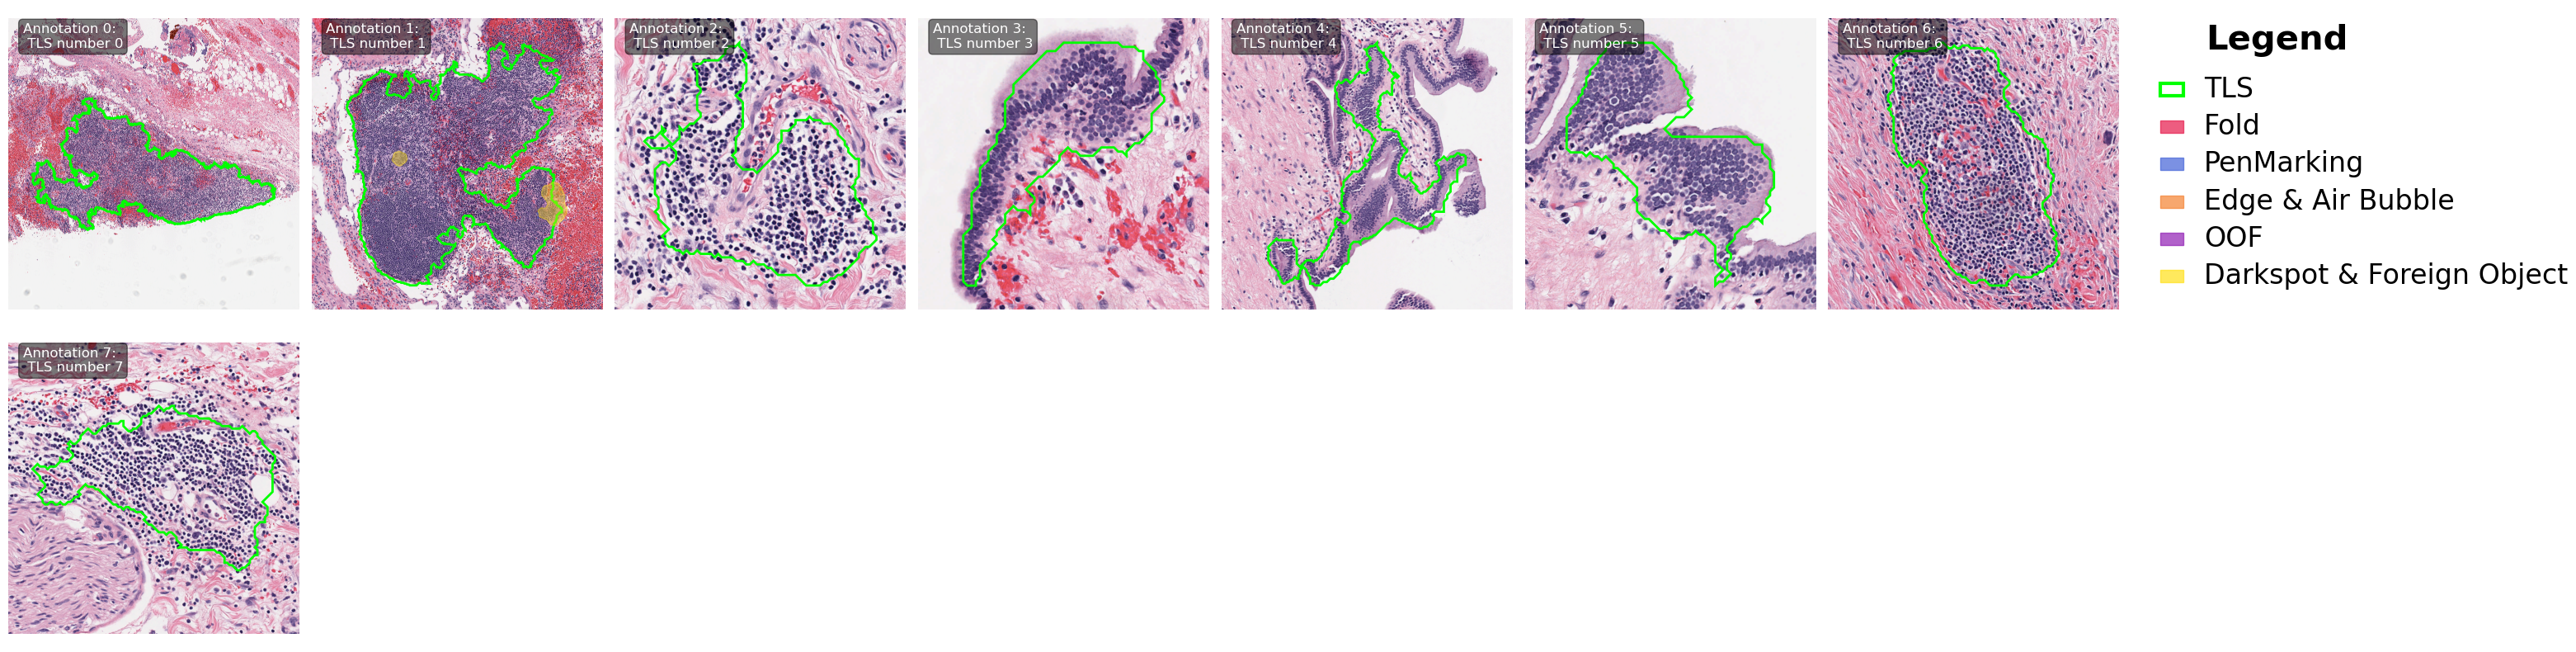 Annotation 0:
TLS number 0
Annotation 1:
TLS number 1
Annotation 2:
TLS number 2
Annotation 3:
TLS number 3
Annotation 4:
TLS number 4
Annotation 5:
TLS number 5
Annotation 6:
TLS number 6
Legend
TLS
Fold
PenMarking
Edge & Air Bubble
OOF
Darkspot & Foreign Object
Annotation 7:
TLS number 7